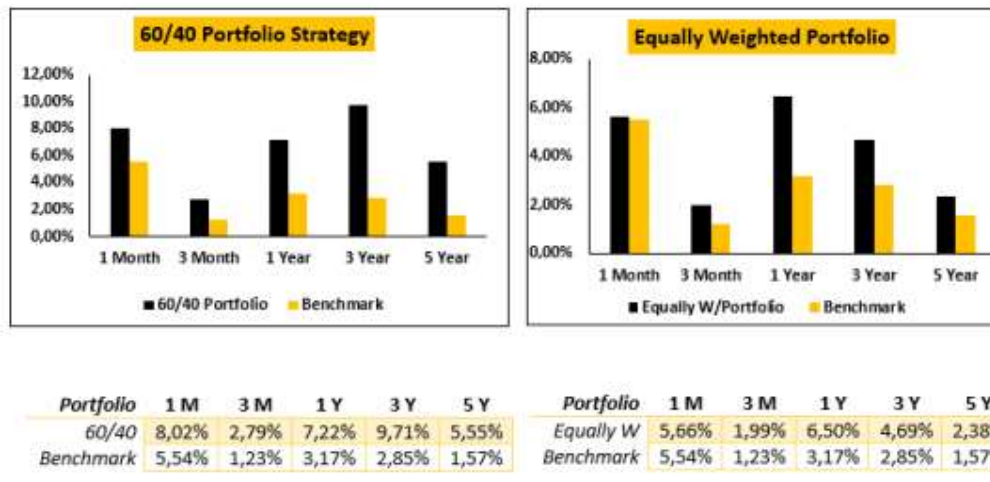 60/40 Portfolio Strategy
12,00%
10,00%
8,00%
6,00%
4,00%
2,00%
0,00%
1 Month 3 Month 1 Year 3 Year 5 Year
60/40 Portfolio Benchmark
Equally Weighted Portfolio
8,00%
6,00%
4,00%
2,00%
0,00%
1 Month 3 Month 1 Year 3 Year 5 Year
Equally W/Portfolio Benchmark
Portfolio 1 M 3 M 1 Y 3 Y 5 Y
60/40 8,02% 2,79% 7,22% 9,71% 5,55%
Benchmark 5,54% 1,23% 3,17% 2,85% 1,57%
Portfolio 1 M 3 M 1 Y 3 Y 5 Y
Equally W 5,66% 1,99% 6,50% 4,69% 2,38
Benchmark 5,54% 1,23% 3,17% 2,85% 1,57